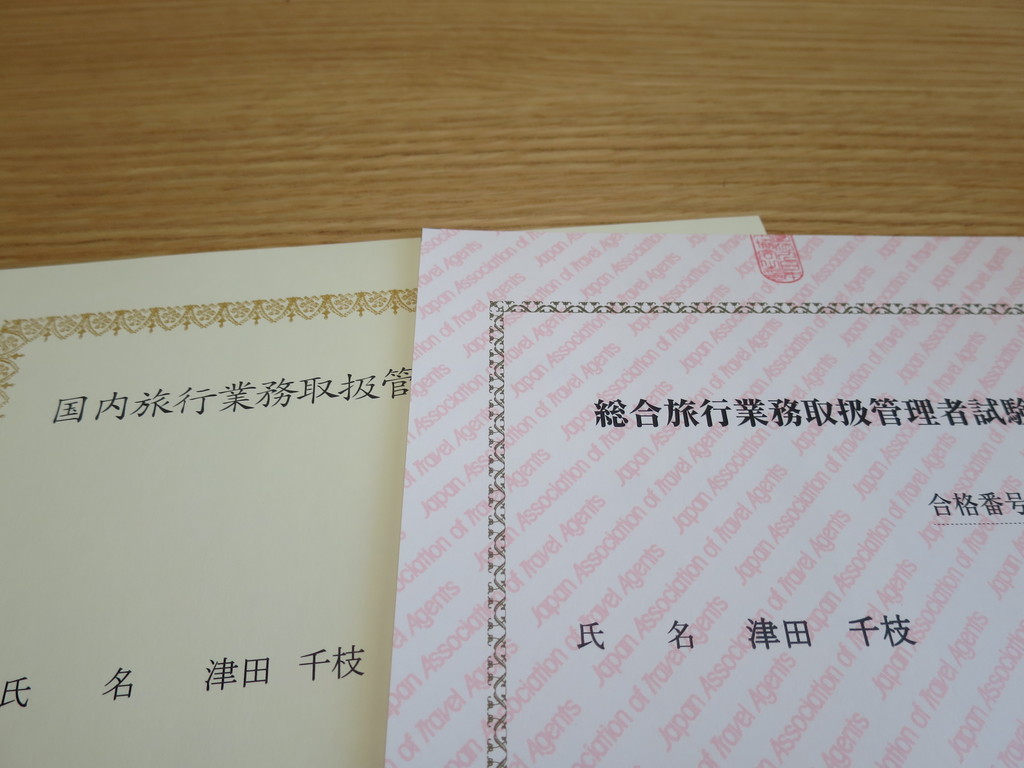 国内旅行業務取扱管
氏 名 津田 千枝
総合旅行業務取扱管理者試験
合格番号
氏 名 津田 千枝
Japan Association of Travel Agents